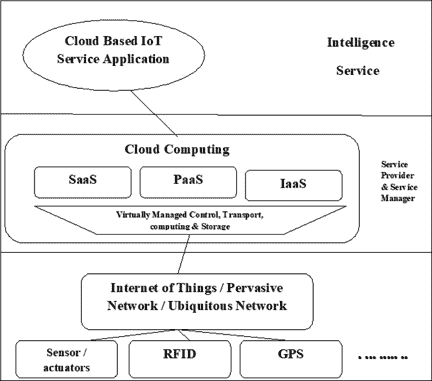 Cloud Based IoT
Service Application
Intelligence
Service
Cloud Computing
SaaS
PaaS
IaaS
Virtually Managed Control, Transport,
computing & Storage
Service
Provider
& Service
Manager
Internet of Things / Pervasive
Network / Ubiquitous Network
Sensor /
actuators
RFID
GPS
. ... .. .. ..